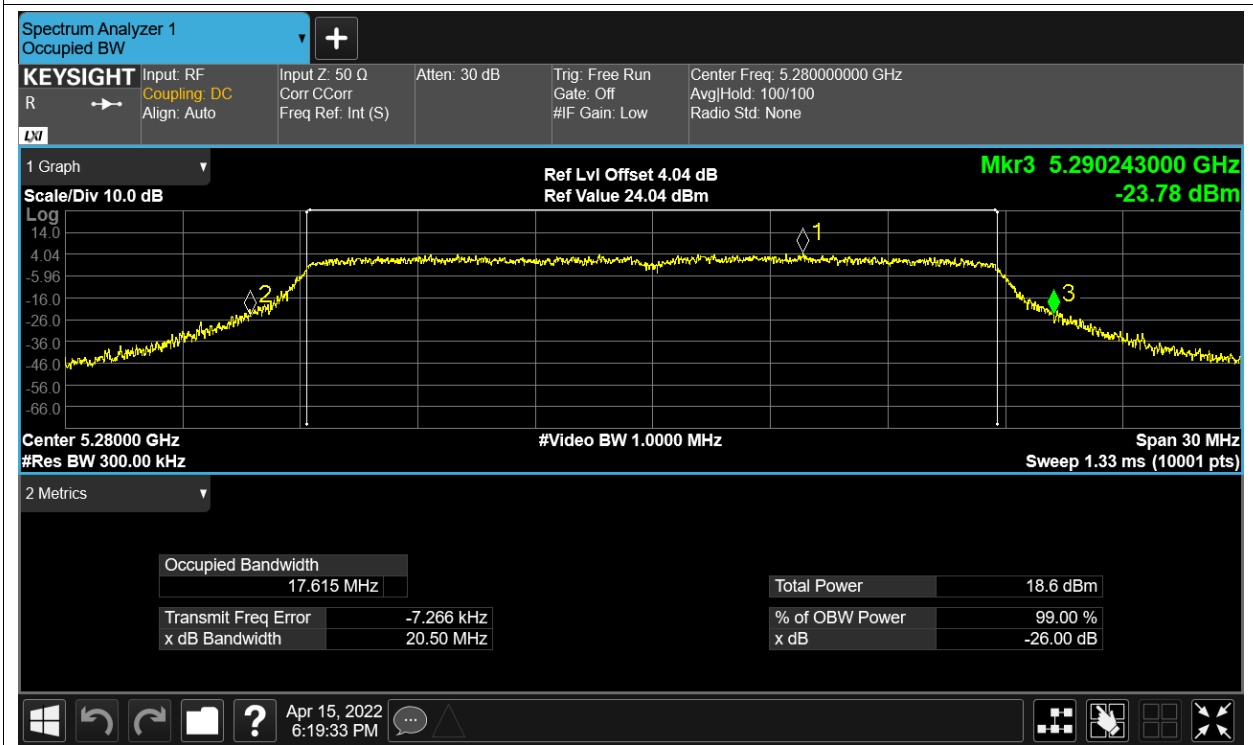 Spectrum Analyzer 1
Occupied BW
KEYSIGHT
R
LXI
Input: RF
Coupling: DC
Align: Auto
Input Z: 50 Ω
Corr CCorr
Freq Ref: Int (S)
Atten: 30 dB
Trig: Free Run
Gate: Off
#IF Gain: Low
Center Freq: 5.280000000 GHz
Avg|Hold: 100/100
Radio Std: None
1 Graph
Scale/Div 10.0 dB
Ref Lvl Offset 4.04 dB
Ref Value 24.04 dBm
Mkr3 5.290243000 GHz
-23.78 dBm
Log
14.0
4.04
-5.96
-16.0
-26.0
-36.0
-46.0
-56.0
-66.0
1
2
3
Center 5.28000 GHz
#Res BW 300.00 kHz
#Video BW 1.0000 MHz
Span 30 MHz
Sweep 1.33 ms (10001 pts)
2 Metrics
Occupied Bandwidth
17.615 MHz
Total Power 18.6 dBm
Transmit Freq Error -7.266 kHz
% of OBW Power 99.00 %
x dB Bandwidth 20.50 MHz
x dB -26.00 dB
?
Apr 15, 2022
6:19:33 PM